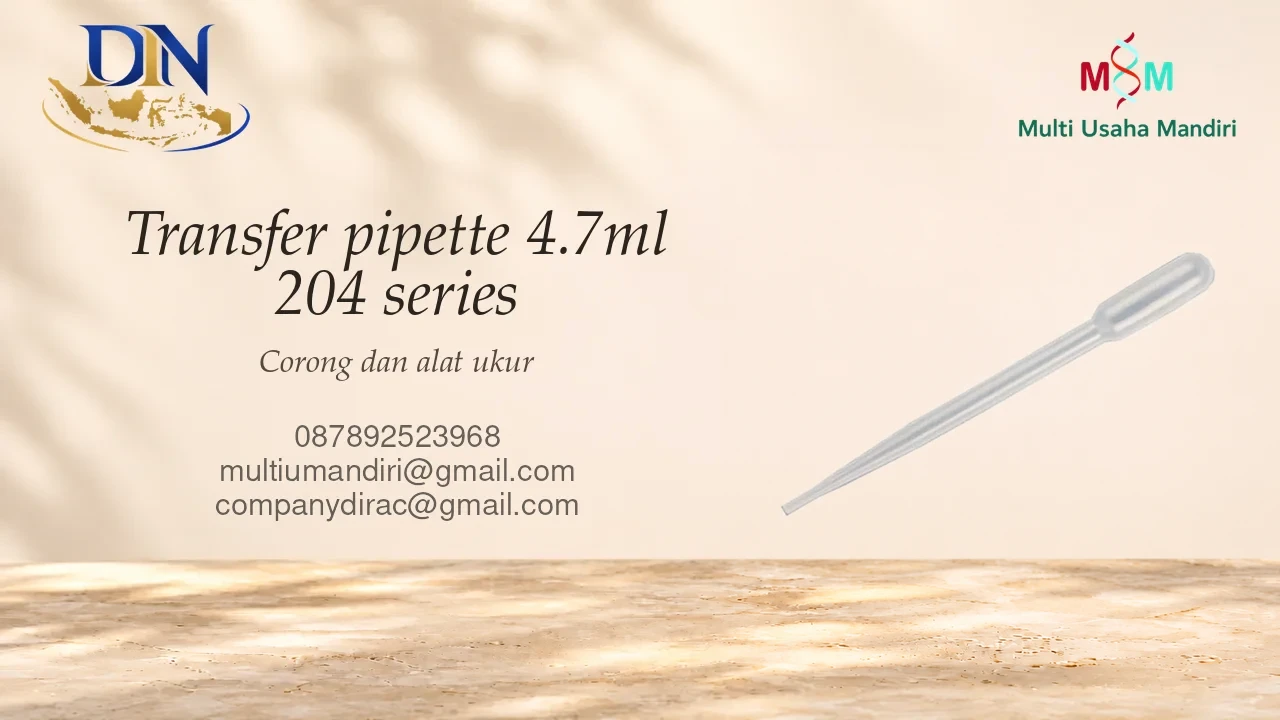 DN
M M
Multi Usaha Mandiri
Transfer pipette 4.7ml
204 series
Corong dan alat ukur
087892523968
multiumandiri@gmail.com
companydirac@gmail.com